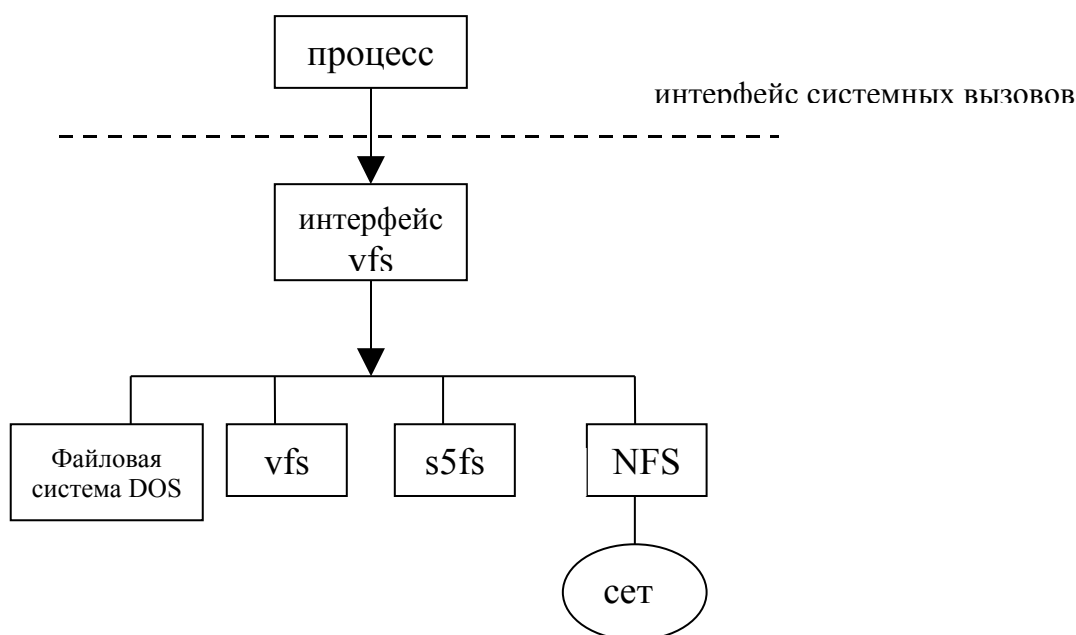 процесс
интерфейс системных вызовов
интерфейс
vfs
Файловая
система DOS
vfs
s5fs
NFS
сет